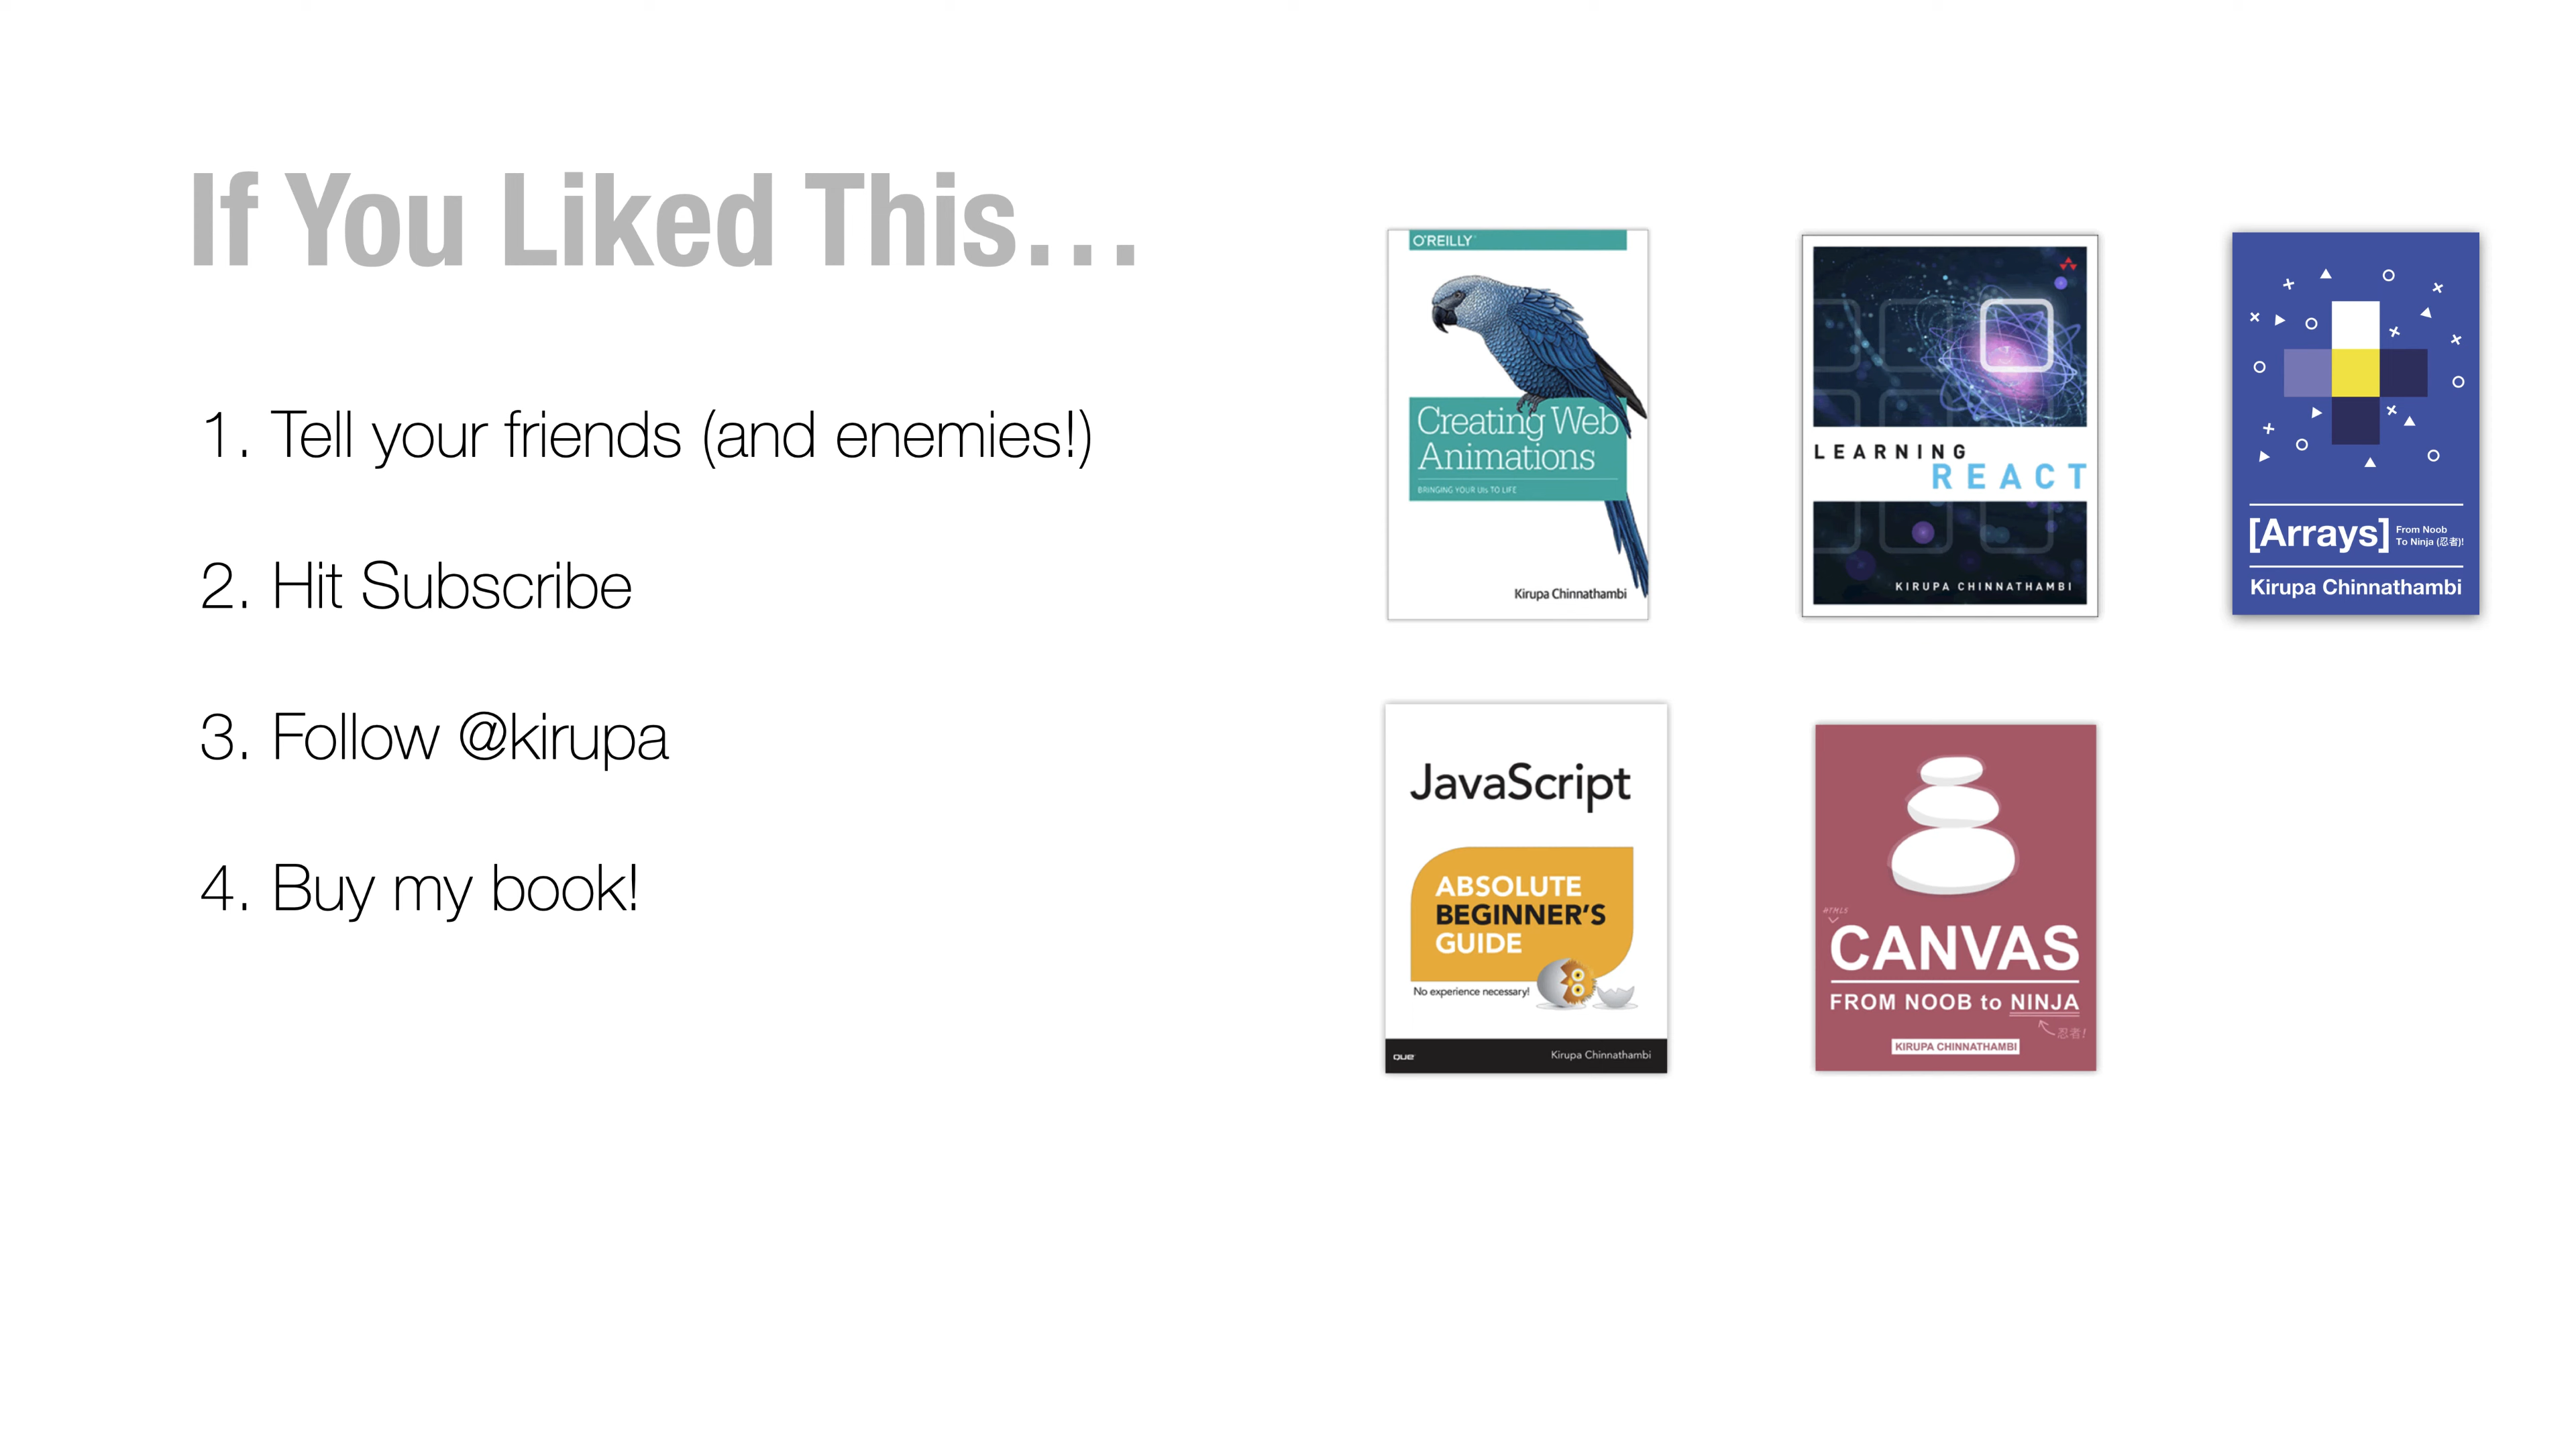 If You Liked This…
1. Tell your friends (and enemies!)
2. Hit Subscribe
3. Follow @kirupa
4. Buy my book!
O'REILLY
Creating Web
Animations
BRINGING YOUR UIs TO LIFE
Kirupa Chinnathambi
LEARNING
REACT
KIRUPA CHINNATHAMBI
[Arrays]
From Noob
To Ninja (忍者)!
Kirupa Chinnathambi
JavaScript
ABSOLUTE
BEGINNER'S
GUIDE
No experience necessary!
que
Kirupa Chinnathambi
HTML5
CANVAS
FROM NOOB to NINJA
忍者!
KIRUPA CHINNATHAMBI